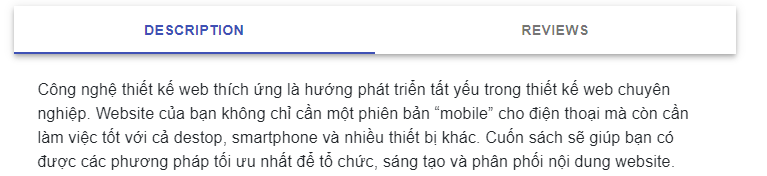 DESCRIPTION REVIEWS
Công nghệ thiết kế web thích ứng là hướng phát triển tất yếu trong thiết kế web chuyên
nghiệp. Website của bạn không chỉ cần một phiên bản “mobile” cho điện thoại mà còn cần
làm việc tốt với cả destop, smartphone và nhiều thiết bị khác. Cuốn sách sẽ giúp bạn có
được các phương pháp tối ưu nhất để tổ chức, sáng tạo và phân phối nội dung website.